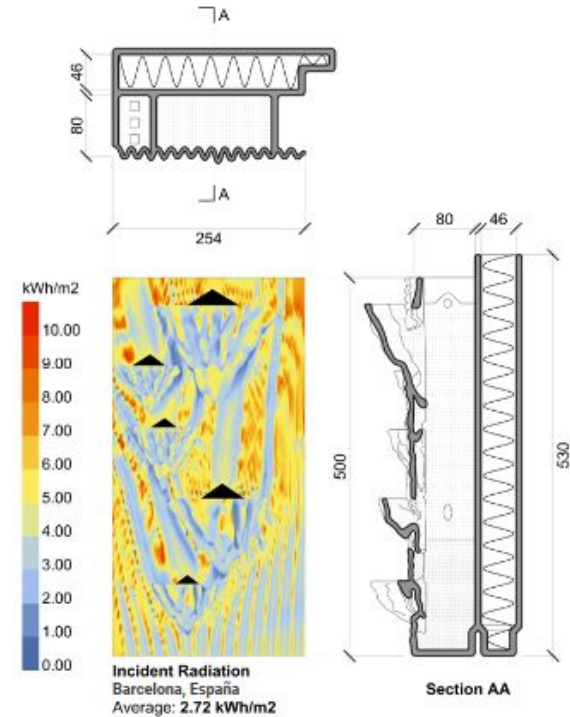 A
46
80
A
254
80 46
kWh/m2
10.00
9.00
8.00
7.00
6.00
5.00
4.00
3.00
2.00
1.00
0.00
500
530
Incident Radiation
Barcelona, España
Average: 2.72 kWh/m2
Section AA